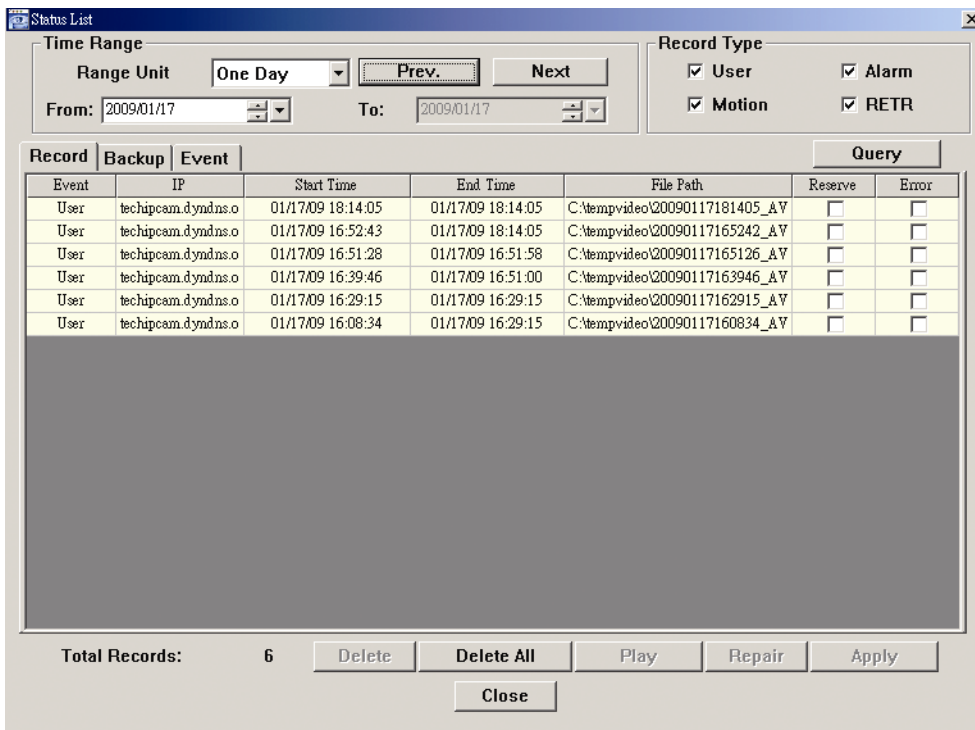 Status List
Time Range
Record Type
Range Unit One Day Prev. Next
User Alarm
From: 2009/01/17 To: 2009/01/17
Motion RETR
Record Backup Event Query
Event IP Start Time End Time File Path Reserve Error
User techipcam.dyndns.o 01/17/09 18:14:05 01/17/09 18:14:05 C:\tempvideo\20090117181405_AV
User techipcam.dyndns.o 01/17/09 16:52:43 01/17/09 18:14:05 C:\tempvideo\20090117165242_AV
User techipcam.dyndns.o 01/17/09 16:51:28 01/17/09 16:51:58 C:\tempvideo\20090117165126_AV
User techipcam.dyndns.o 01/17/09 16:39:46 01/17/09 16:51:00 C:\tempvideo\20090117163946_AV
User techipcam.dyndns.o 01/17/09 16:29:15 01/17/09 16:29:15 C:\tempvideo\20090117162915_AV
User techipcam.dyndns.o 01/17/09 16:08:34 01/17/09 16:29:15 C:\tempvideo\20090117160834_AV
Total Records: 6 Delete Delete All Play Repair Apply
Close